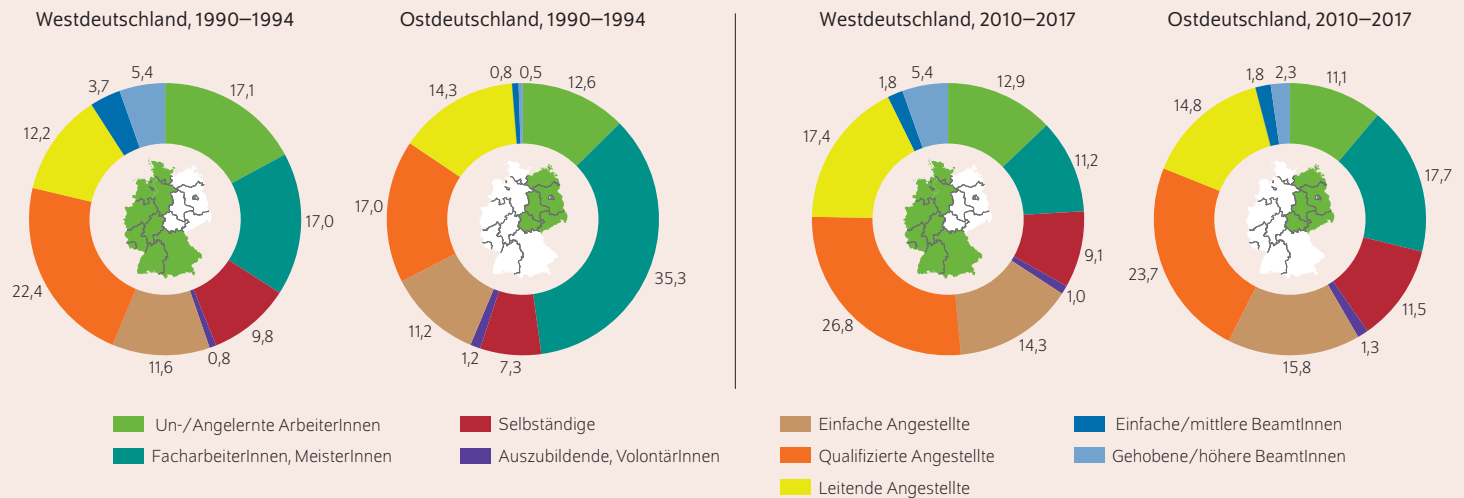 Westdeutschland, 1990–1994
Ostdeutschland, 1990–1994
Westdeutschland, 2010–2017
Ostdeutschland, 2010–2017
5,4
3,7
17,1
12,2
17,0
22,4
9,8
0,8
11,6
0,8
0,5
12,6
14,3
17,0
35,3
11,2
1,2
7,3
1,8
5,4
12,9
17,4
11,2
9,1
1,0
26,8
14,3
1,8
2,3
11,1
14,8
17,7
23,7
11,5
1,3
15,8
Un-/Angelernte ArbeiterInnen
FacharbeiterInnen, MeisterInnen
Selbständige
Auszubildende, VolontärInnen
Einfache Angestellte
Qualifizierte Angestellte
Leitende Angestellte
Einfache/mittlere BeamtInnen
Gehobene/höhere BeamtInnen